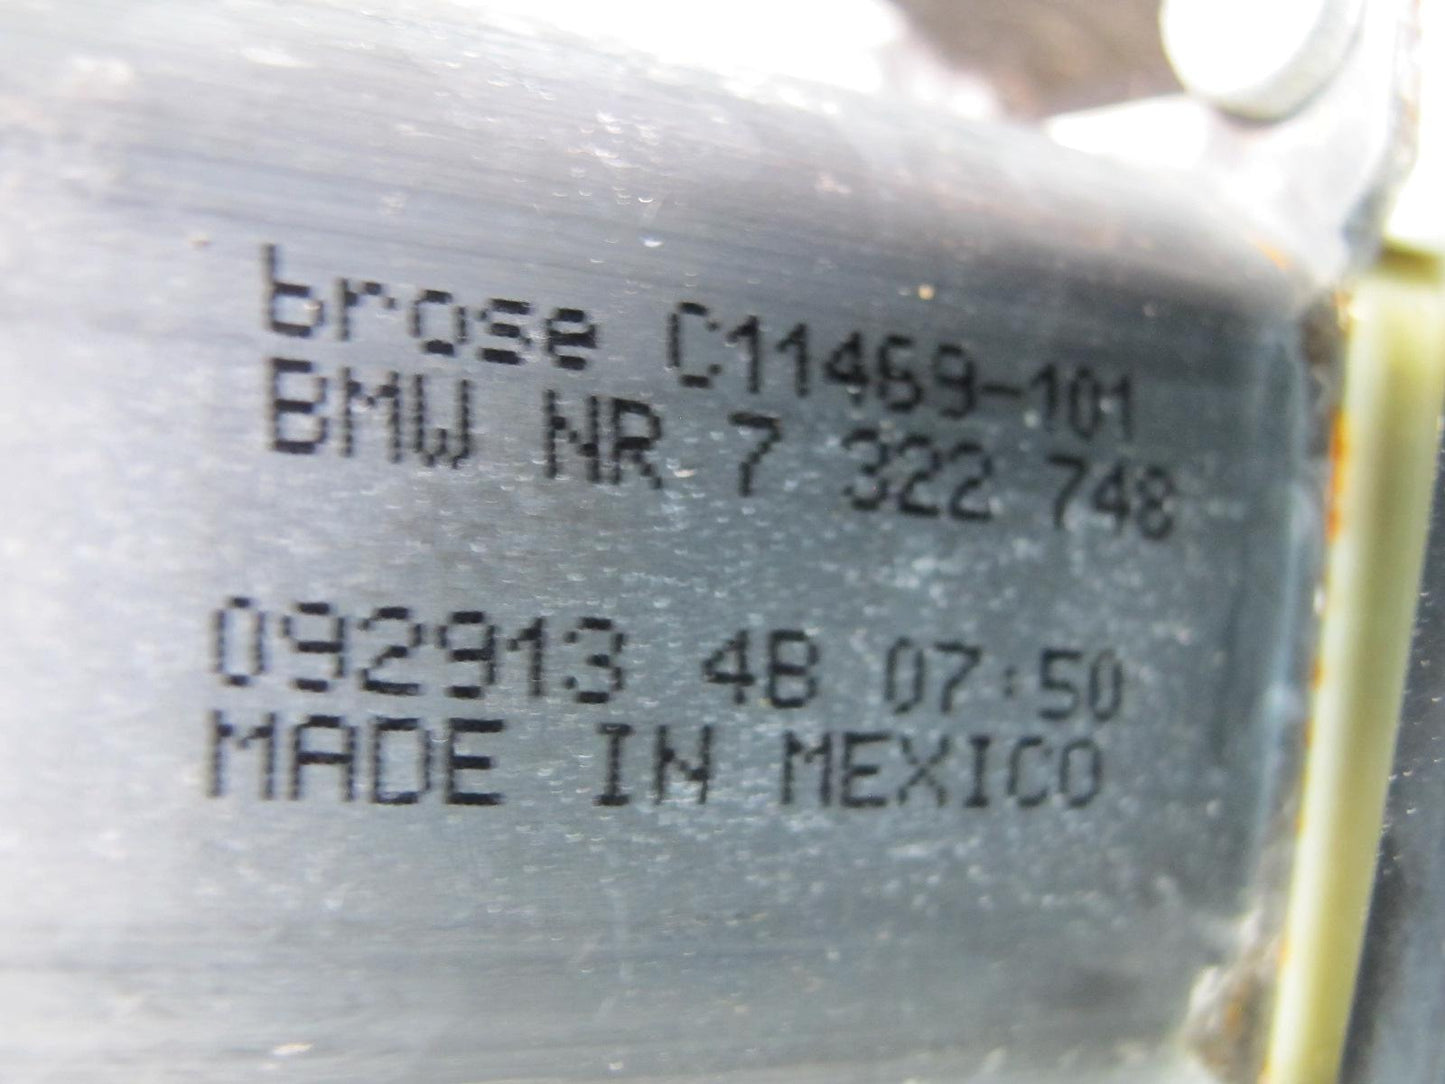 brose C11469-101
BMW NR 7 322 748
092913 4B 07:50
MADE IN MEXICO